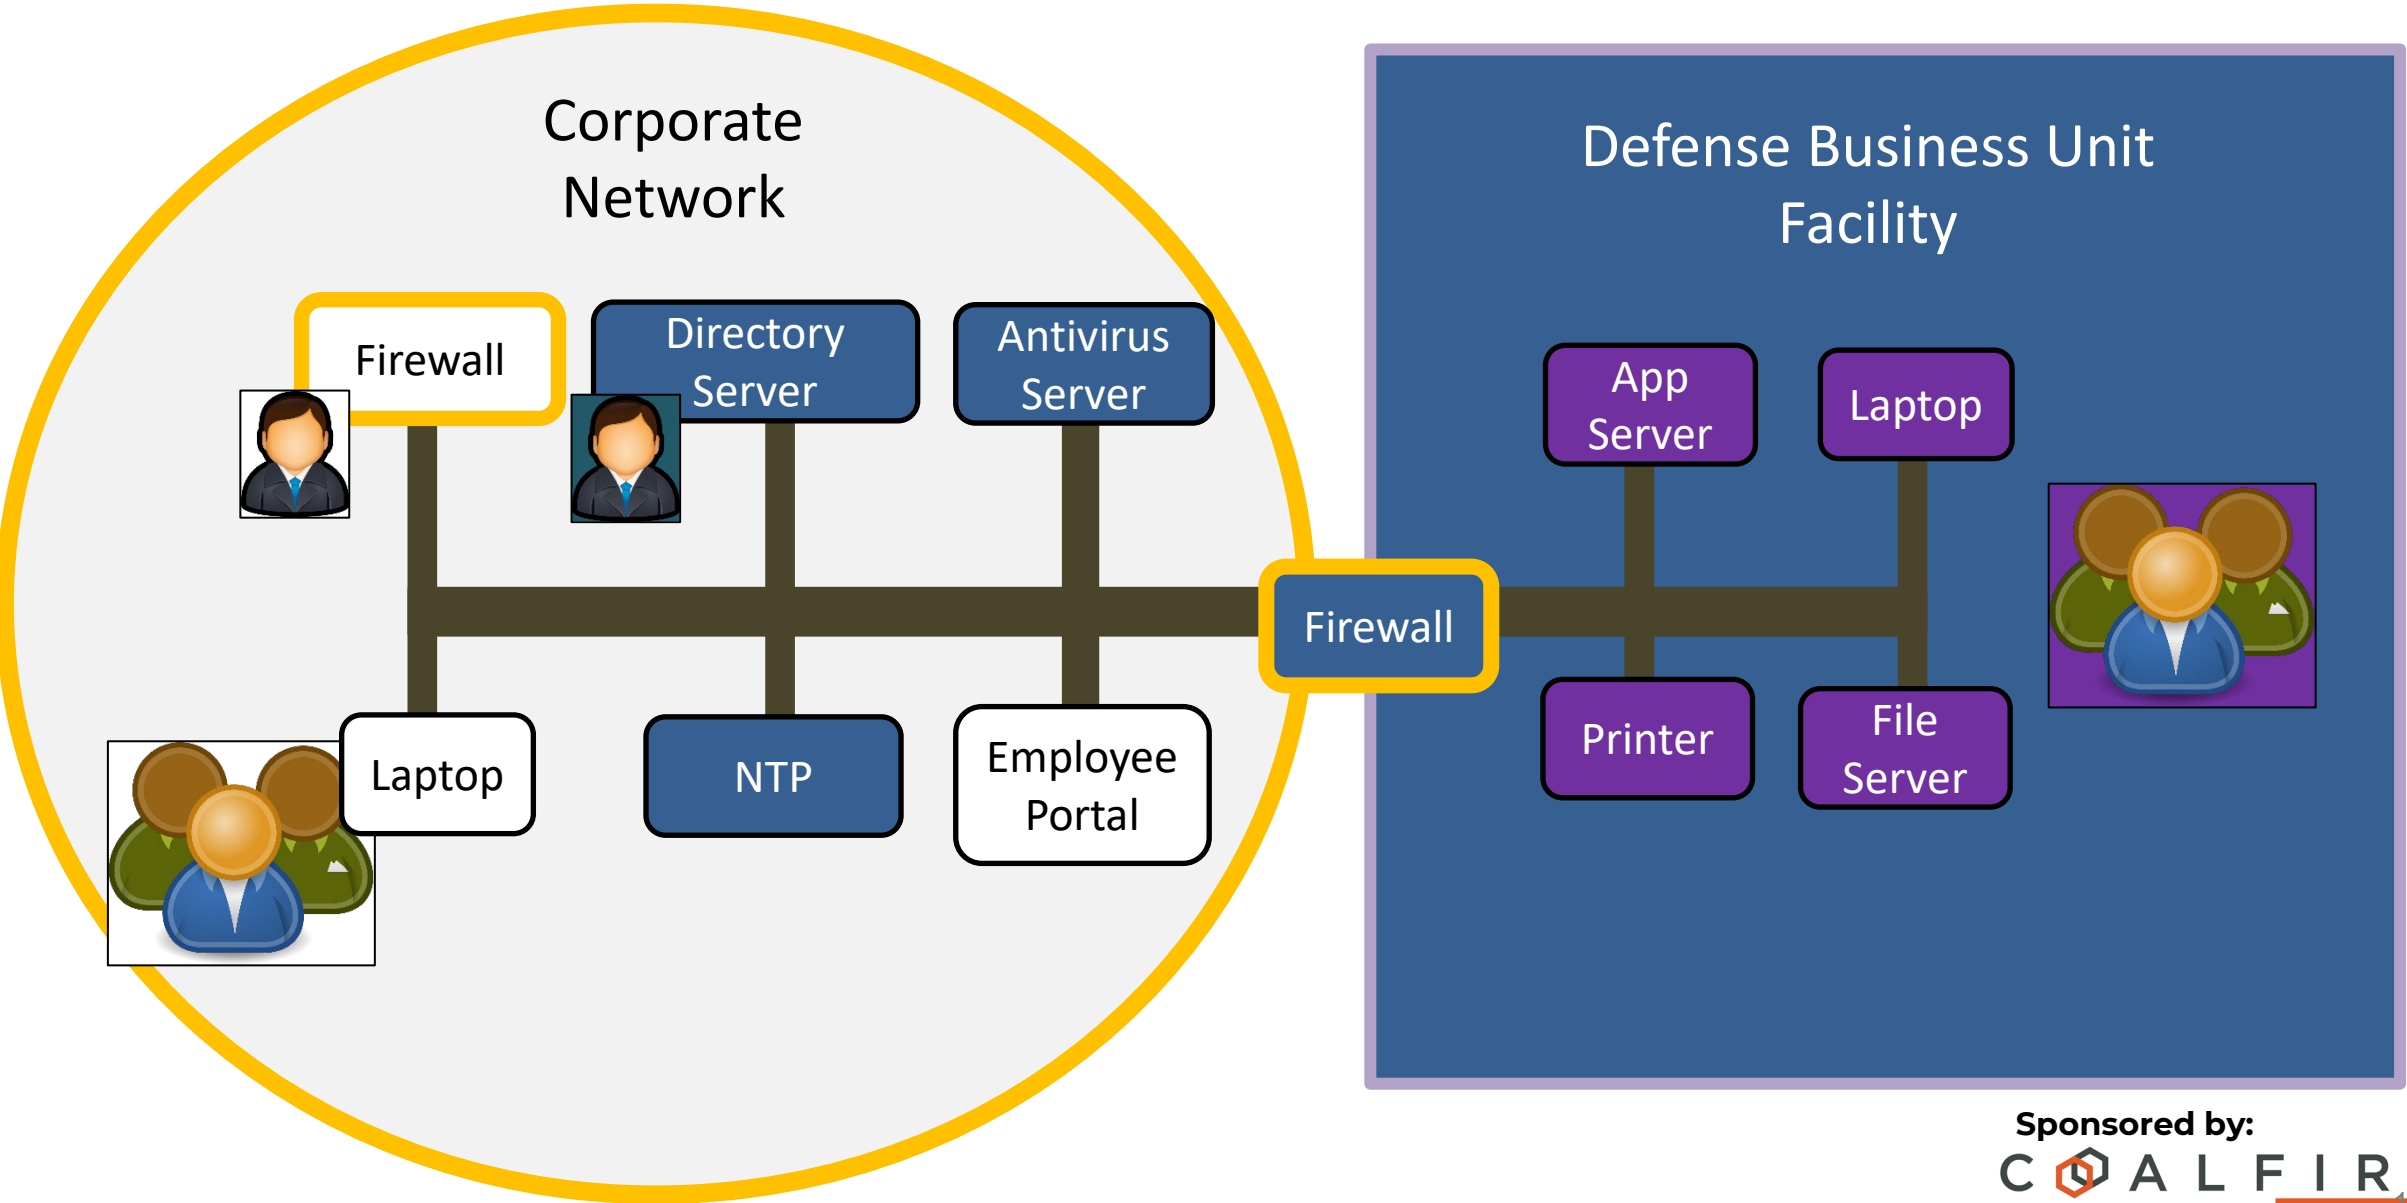 Corporate
Network
Defense Business Unit
Facility
Firewall
Directory
Server
Antivirus
Server
App
Server
Laptop
Firewall
Laptop
NTP
Employee
Portal
Printer
File
Server
Sponsored by:
COALFIR